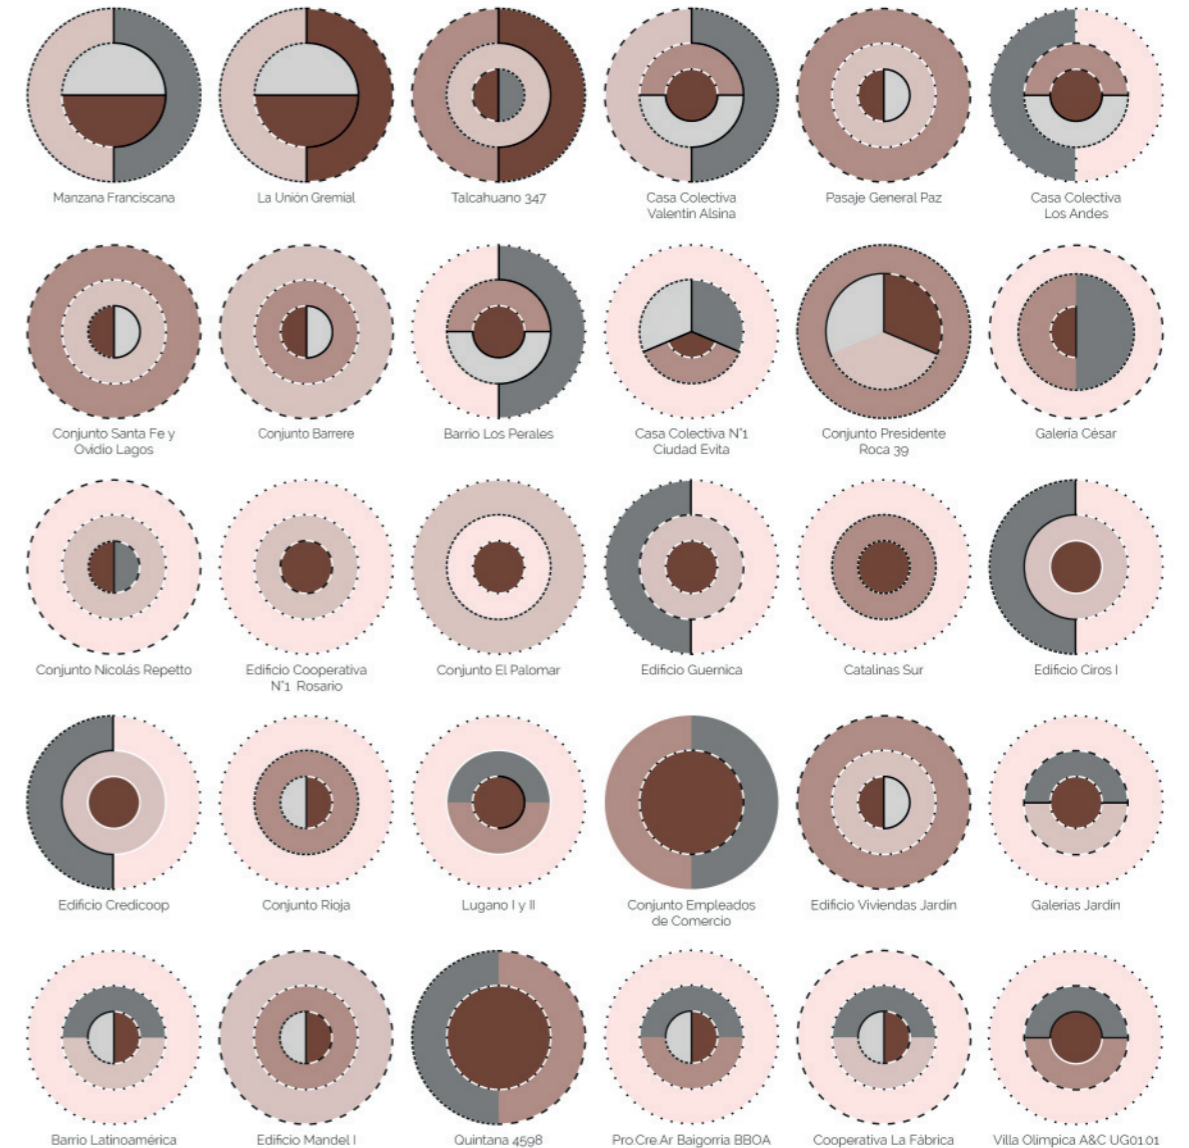 Manzana Franciscana
La Unión Gremial
Talcahuano 347
Casa Colectiva
Valentin Alsina
Pasaje General Paz
Casa Colectiva
Los Andes
Conjunto Santa Fe y
Ovidio Lagos
Conjunto Barrere
Barrio Los Perales
Casa Colectiva N°1
Ciudad Evita
Conjunto Presidente
Roca 39
Galería César
Conjunto Nicolás Repetto
Edificio Cooperativa
N°1 Rosario
Conjunto El Palomar
Edificio Guernica
Catalinas Sur
Edificio Ciros I
Edificio Credicoop
Conjunto Rioja
Lugano I y II
Conjunto Empleados
de Comercio
Edificio Viviendas Jardín
Galerías Jardín
Barrio Latinoamérica
Edificio Mandel I
Quintana 4598
Pro.Cre.Ar Baigorria BBOA
Cooperativa La Fábrica
Villa Olímpica A&C UG01.01